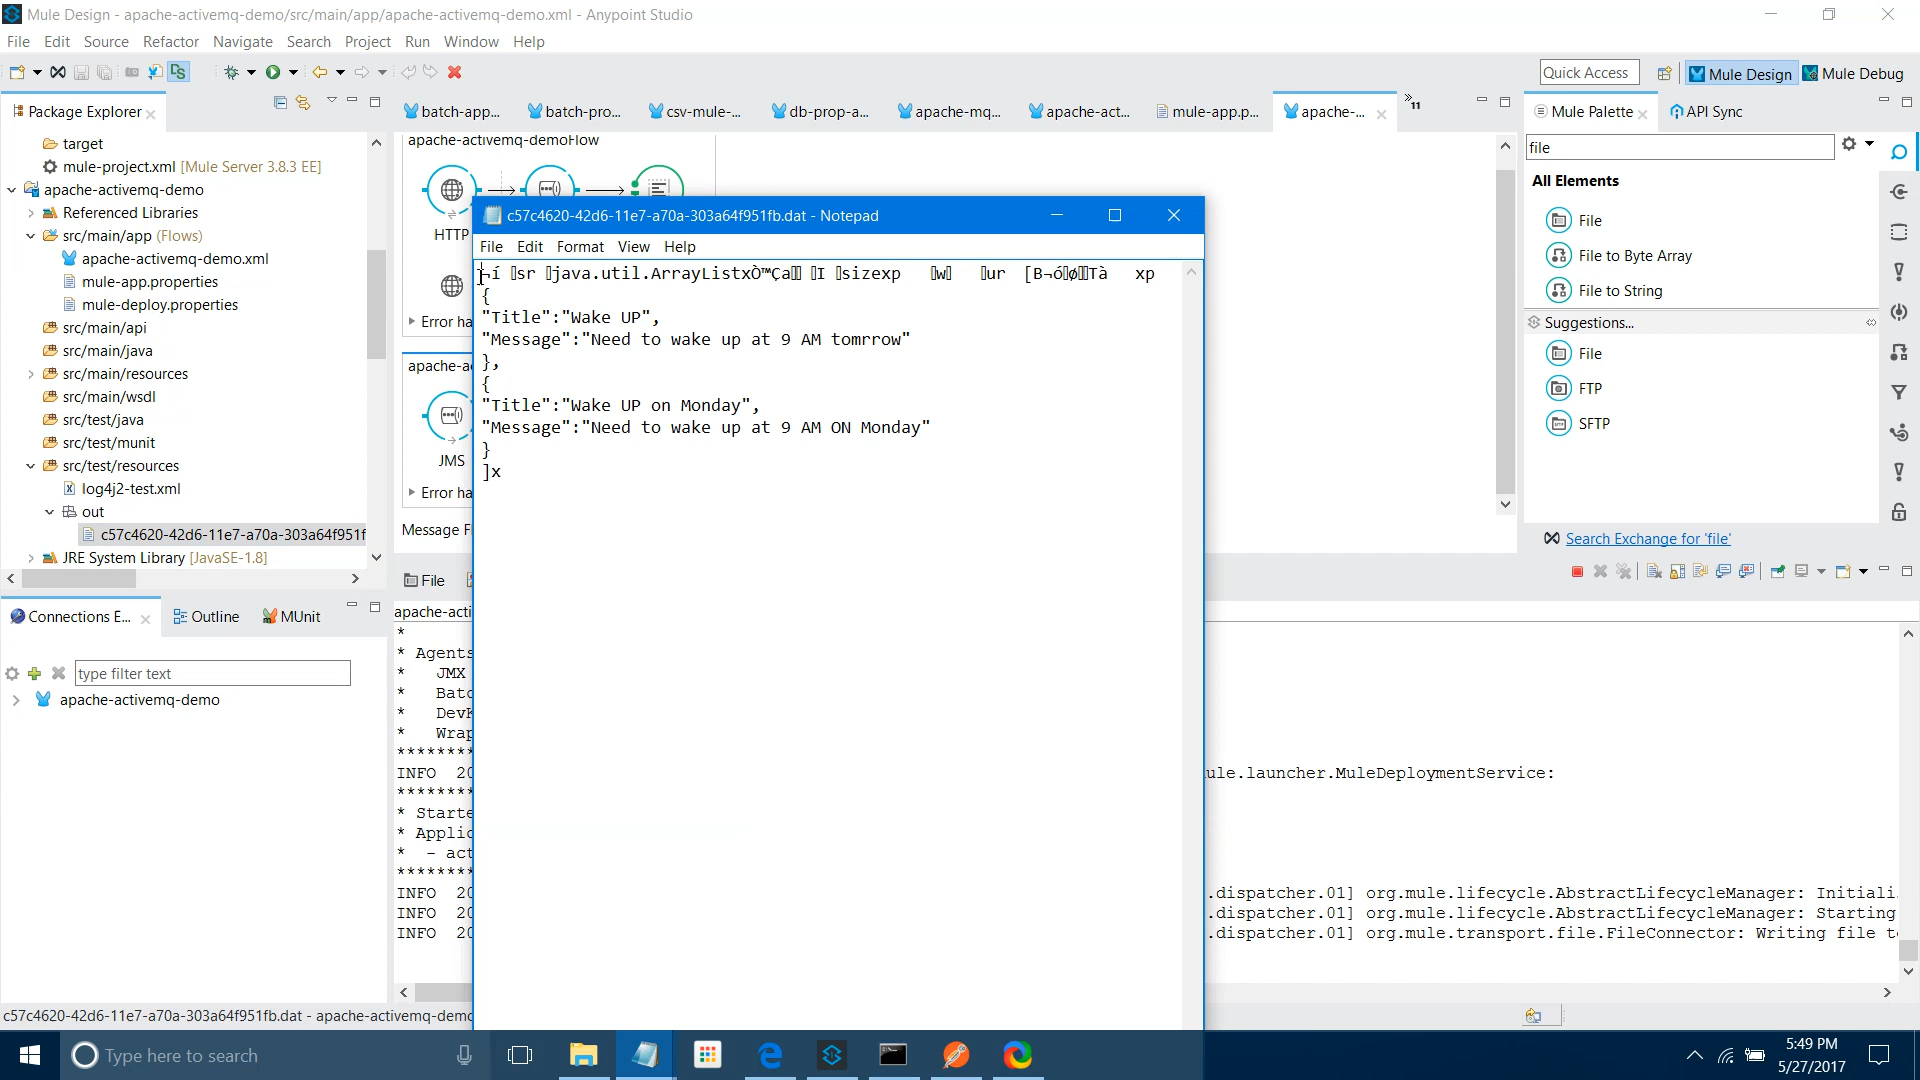 Mule Design - apache-activemq-demo/src/main/app/apache-activemq-demo.xml - Anypoint Studio
File Edit Source Refactor Navigate Search Project Run Window Help
Quick Access
Mule Design
Mule Debug
Package Explorer
batch-app...
batch-pro...
csv-mule-...
db-prop-a...
apache-mq...
apache-act...
mule-app.p...
apache-...
11
Mule Palette
API Sync
target
mule-project.xml [Mule Server 3.8.3 EE]
apache-activemq-demo
Referenced Libraries
src/main/app (Flows)
apache-activemq-demo.xml
mule-app.properties
mule-deploy.properties
src/main/api
src/main/java
src/main/resources
src/main/wsdl
src/test/java
src/test/munit
src/test/resources
log4j2-test.xml
out
c57c4620-42d6-11e7-a70a-303a64f951f
JRE System Library [JavaSE-1.8]
apache-activemq-demoFlow
HTTP
Error ha
apache-a
JMS
Error ha
Message F
File
c57c4620-42d6-11e7-a70a-303a64f951fb.dat - Notepad
File Edit Format View Help
java.util.ArrayList
{
"Title":"Wake UP",
"Message":"Need to wake up at 9 AM tomrrow"
},
{
"Title":"Wake UP on Monday",
"Message":"Need to wake up at 9 AM ON Monday"
}
]x
file
All Elements
File
File to Byte Array
File to String
Suggestions...
File
FTP
SFTP
Search Exchange for 'file'
Connections E...
Outline
MUnit
type filter text
apache-activemq-demo
apache-acti
*
* Agents
* JMX
* Batc
* Dev
* Wrap
********
INFO 20
ule.launcher.MuleDeploymentService:
********
* Starte
* Applic
* - act
********
INFO 20
.dispatcher.01] org.mule.lifecycle.AbstractLifecycleManager: Initiali.
INFO 20
.dispatcher.01] org.mule.lifecycle.AbstractLifecycleManager: Starting
INFO 20
.dispatcher.01] org.mule.transport.file.FileConnector: Writing file t
c57c4620-42d6-11e7-a70a-303a64f951fb.dat - apache-activemq-demo
Type here to search
5:49 PM
5/27/2017